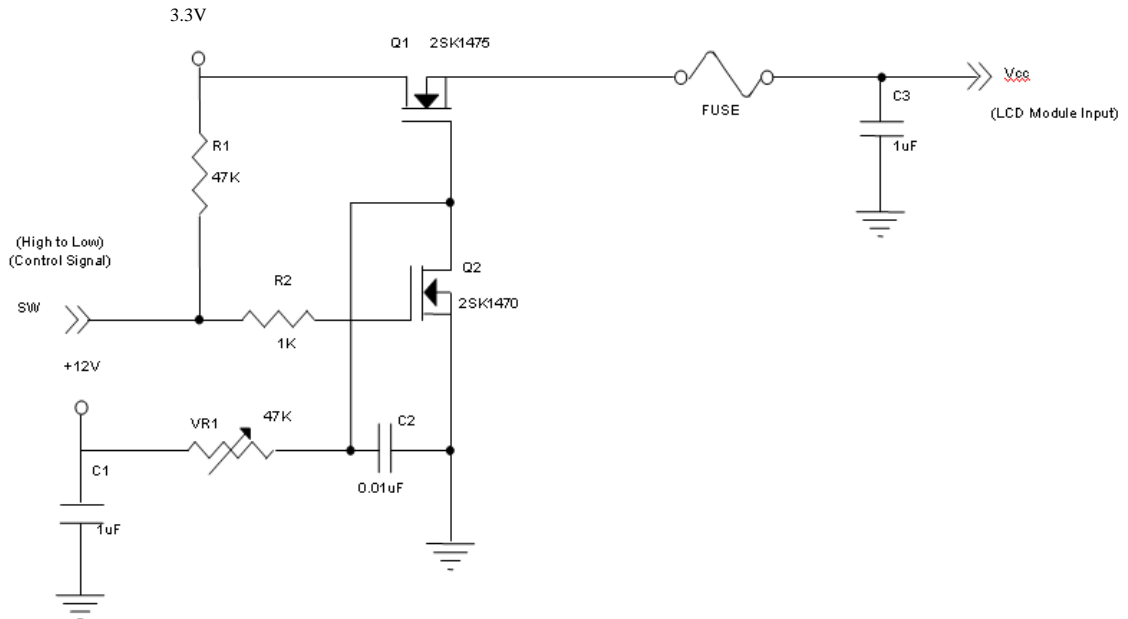 3.3V
Q1 2SK1475
FUSE
Vcc
(LCD Module Input)
C3
1uF
R1
47K
(High to Low)
(Control Signal)
SW
R2
1K
Q2
2SK1470
+12V
VR1
47K
C2
0.01uF
C1
1uF